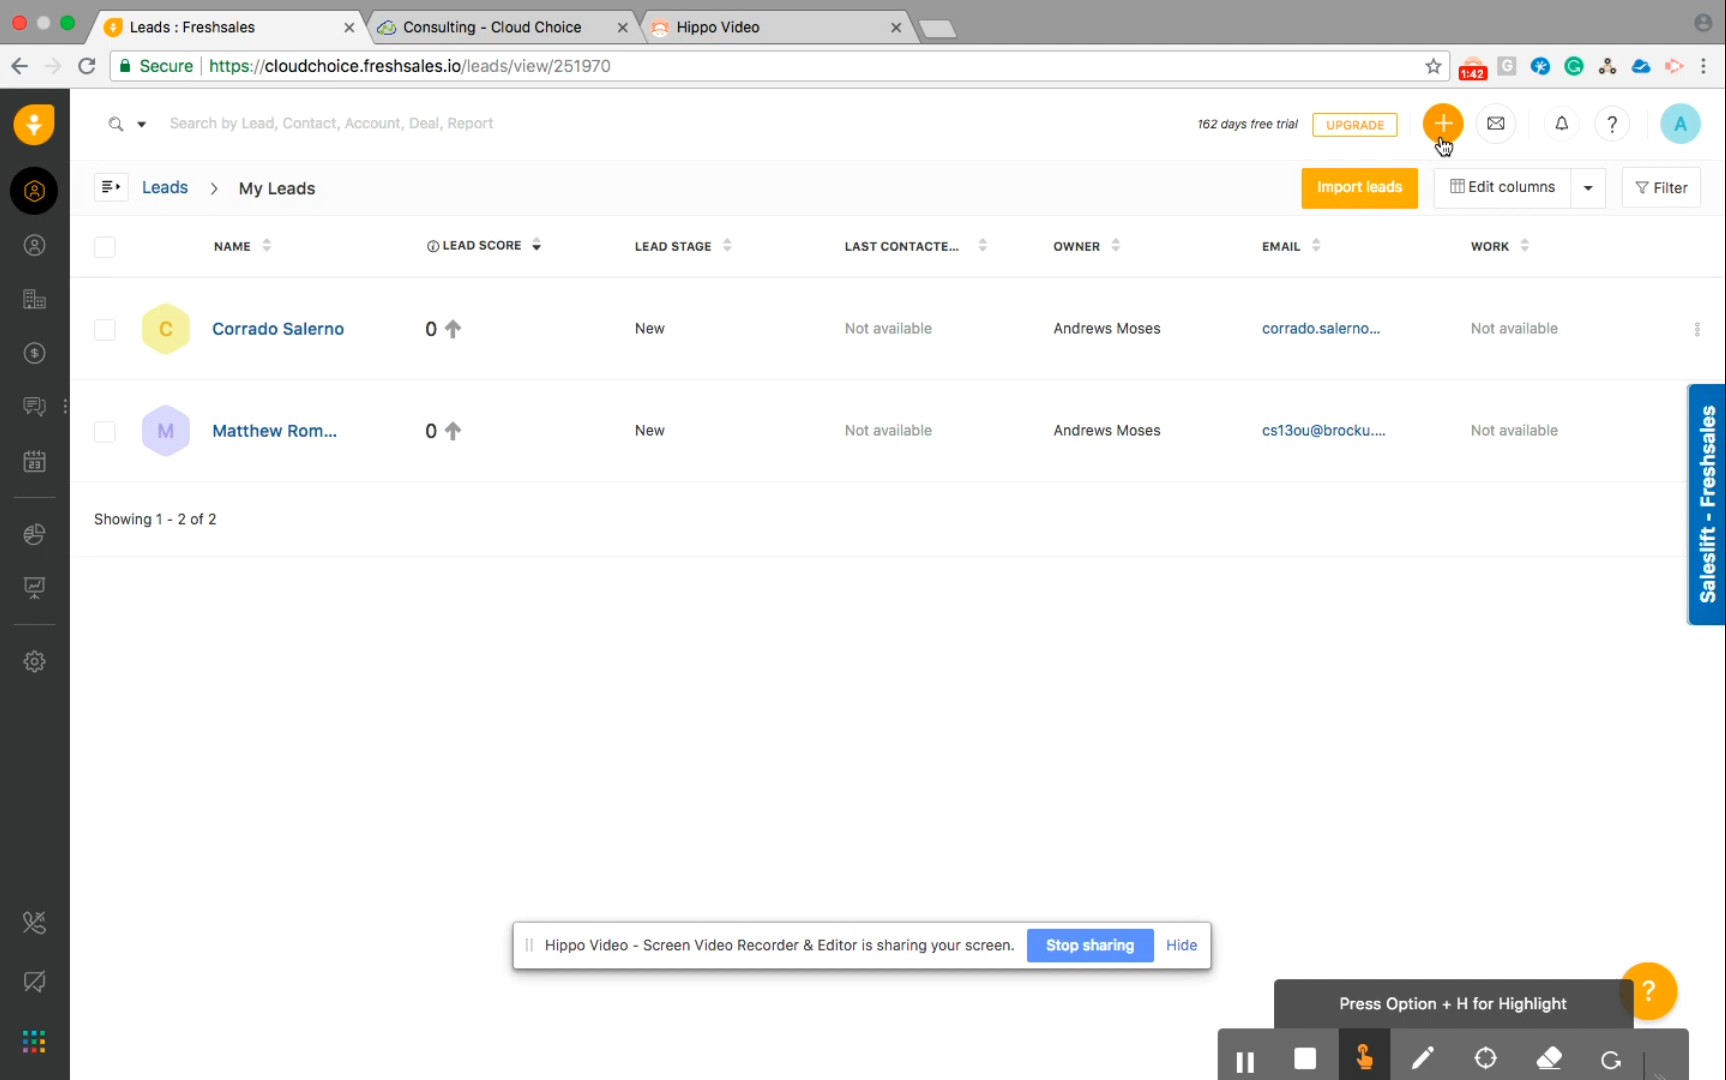 Leads : Freshsales
Consulting - Cloud Choice
Hippo Video
Secure
https://cloudchoice.freshsales.io/leads/view/251970
1:42
G
Search by Lead, Contact, Account, Deal, Report
162 days free trial
UPGRADE
?
A
Leads > My Leads
Import leads
Edit columns
Filter
NAME
LEAD SCORE
LEAD STAGE
LAST CONTACTE...
OWNER
EMAIL
WORK
C
Corrado Salerno
0
New
Not available
Andrews Moses
corrado.salerno...
Not available
M
Matthew Rom...
0
New
Not available
Andrews Moses
cs13ou@brocku....
Not available
Showing 1 - 2 of 2
23
Saleslift - Freshsales
Hippo Video - Screen Video Recorder & Editor is sharing your screen.
Stop sharing
Hide
?
Press Option + H for Highlight